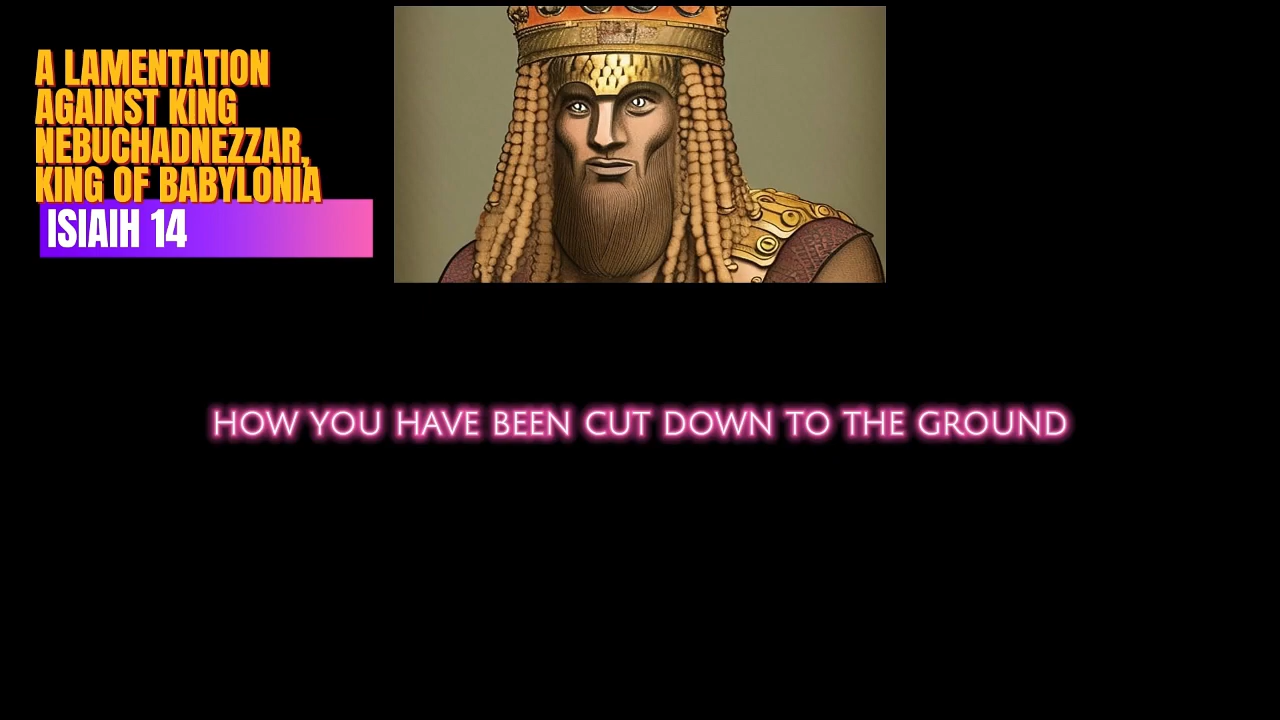 A LAMENTATION
AGAINST KING
NEBUCHADNEZZAR,
KING OF BABYLONIA
ISIAIH 14
HOW YOU HAVE BEEN CUT DOWN TO THE GROUND